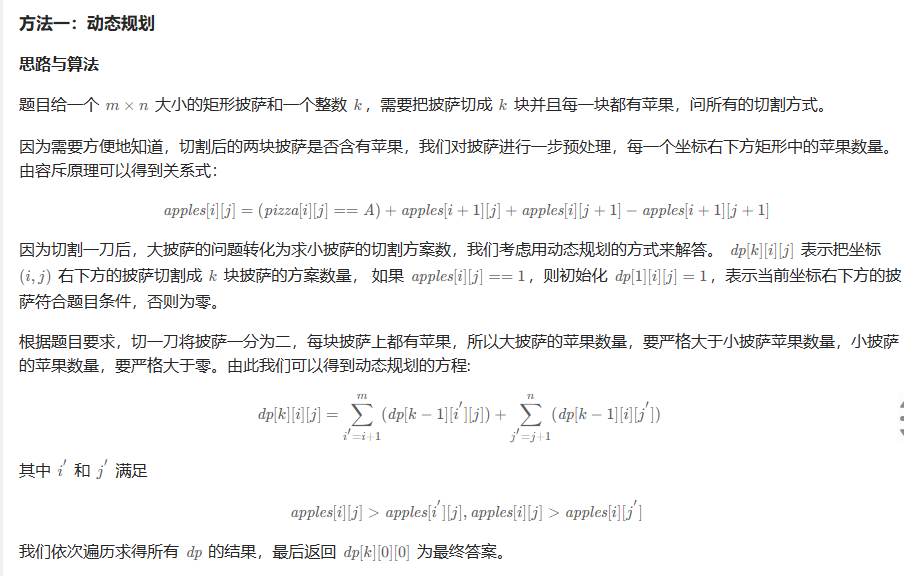 方法一：动态规划
思路与算法
题目给一个 m × n 大小的矩形披萨和一个整数 k，需要把披萨切成 k 块并且每一块都有苹果，问所有的切割方式。
因为需要方便地知道，切割后的两块披萨是否含有苹果，我们对披萨进行一步预处理，每一个坐标右下方矩形中的苹果数量。
由容斥原理可以得到关系式：
apples[i][j] = (pizza[i][j] == A) + apples[i + 1][j] + apples[i][j + 1] − apples[i + 1][j + 1]
因为切割一刀后，大披萨的问题转化为求小披萨的切割方案数，我们考虑用动态规划的方式来解答。 dp[k][i][j] 表示把坐标
(i, j) 右下方的披萨切割成 k 块披萨的方案数量， 如果 apples[i][j] == 1，则初始化 dp[1][i][j] = 1，表示当前坐标右下方的披
萨符合题目条件，否则为零。
根据题目要求，切一刀将披萨一分为二，每块披萨上都有苹果，所以大披萨的苹果数量，要严格大于小披萨苹果数量，小披萨
的苹果数量，要严格大于零。由此我们可以得到动态规划的方程:
dp[k][i][j] = ∑_{i′=i+1}^{m} (dp[k − 1][i′][j]) + ∑_{j′=j+1}^{n} (dp[k − 1][i][j′])
其中 i′ 和 j′ 满足
apples[i][j] > apples[i′][j], apples[i][j] > apples[i][j′]
我们依次遍历求得所有 dp 的结果，最后返回 dp[k][0][0] 为最终答案。